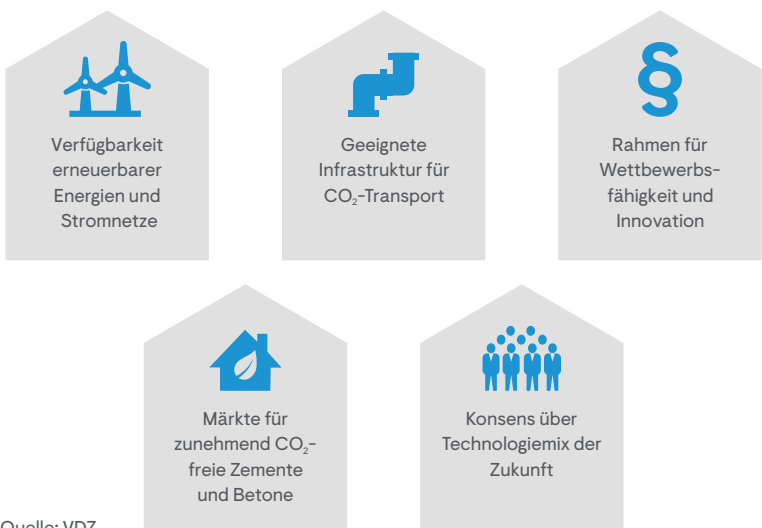 Verfügbarkeit
erneuerbarer
Energien und
Stromnetze
Geeignete
Infrastruktur für
CO₂-Transport
§
Rahmen für
Wettbewerbs-
fähigkeit und
Innovation
Märkte für
zunehmend CO₂-
freie Zemente
und Betone
Konsens über
Technologiemix der
Zukunft
Quelle: VDZ